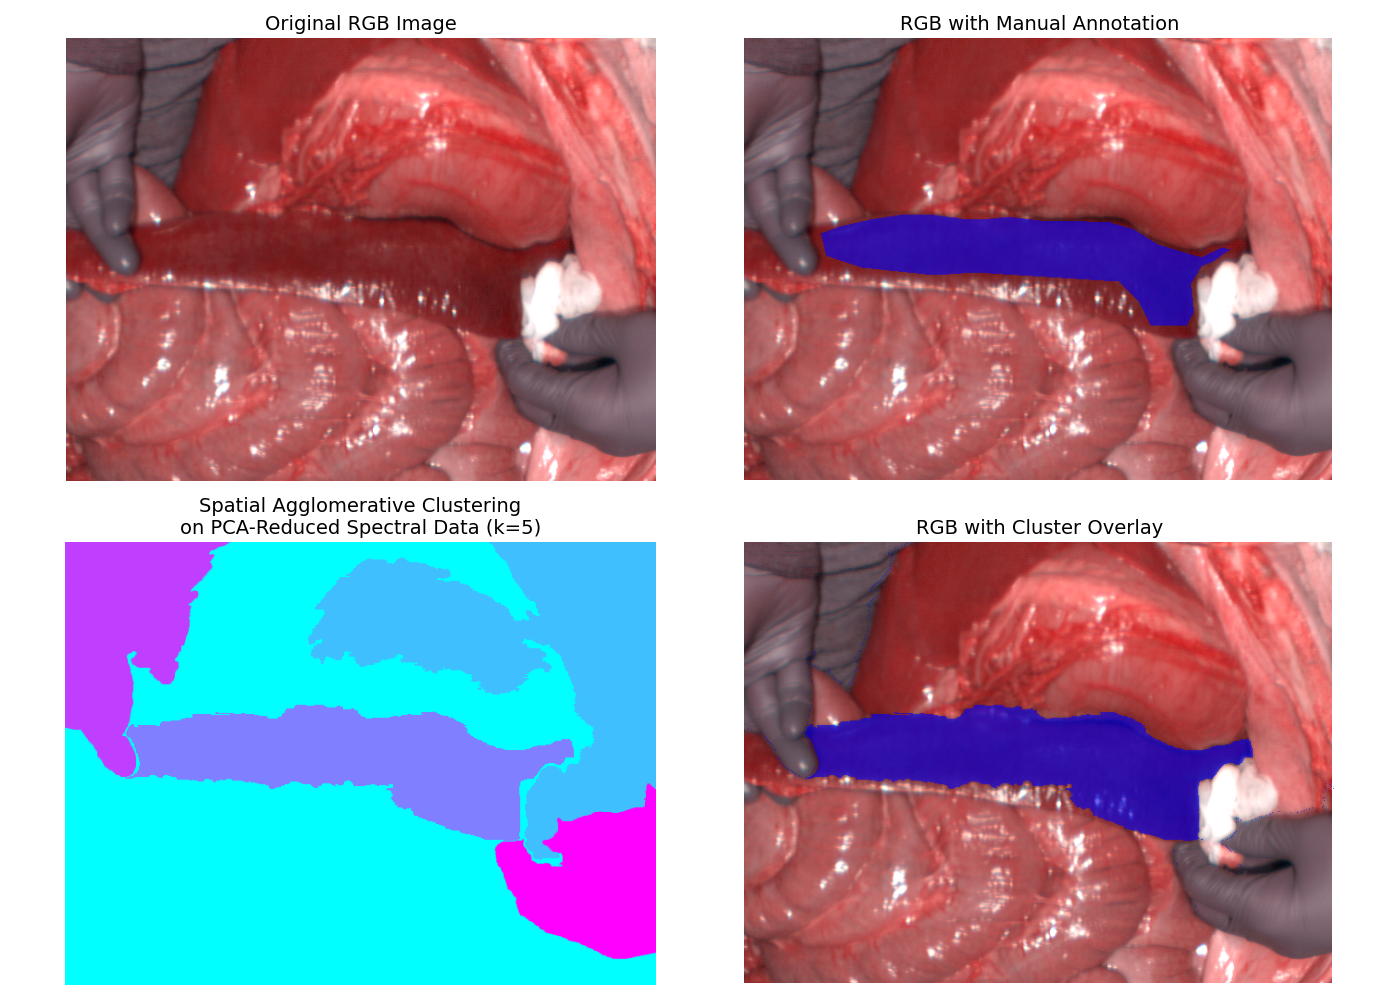 Original RGB Image
RGB with Manual Annotation
Spatial Agglomerative Clustering
on PCA-Reduced Spectral Data (k=5)
RGB with Cluster Overlay